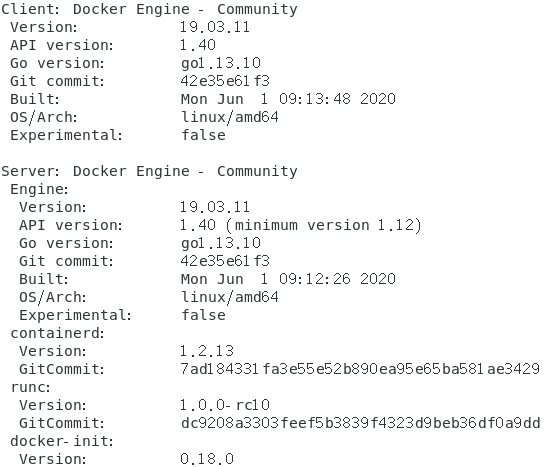 Client: Docker Engine - Community
 Version:           19.03.11
 API version:       1.40
 Go version:        go1.13.10
 Git commit:        42e35e61f3
 Built:             Mon Jun  1 09:13:48 2020
 OS/Arch:           linux/amd64
 Experimental:      false

Server: Docker Engine - Community
 Engine:
  Version:          19.03.11
  API version:      1.40 (minimum version 1.12)
  Go version:       go1.13.10
  Git commit:       42e35e61f3
  Built:            Mon Jun  1 09:12:26 2020
  OS/Arch:          linux/amd64
  Experimental:     false
 containerd:
  Version:          1.2.13
  GitCommit:        7ad184331fa3e55e52b890ea95e65ba581ae3429
 runc:
  Version:          1.0.0-rc10
  GitCommit:        dc9208a3303feef5b3839f4323d9beb36df0a9dd
 docker-init:
  Version:          0.18.0